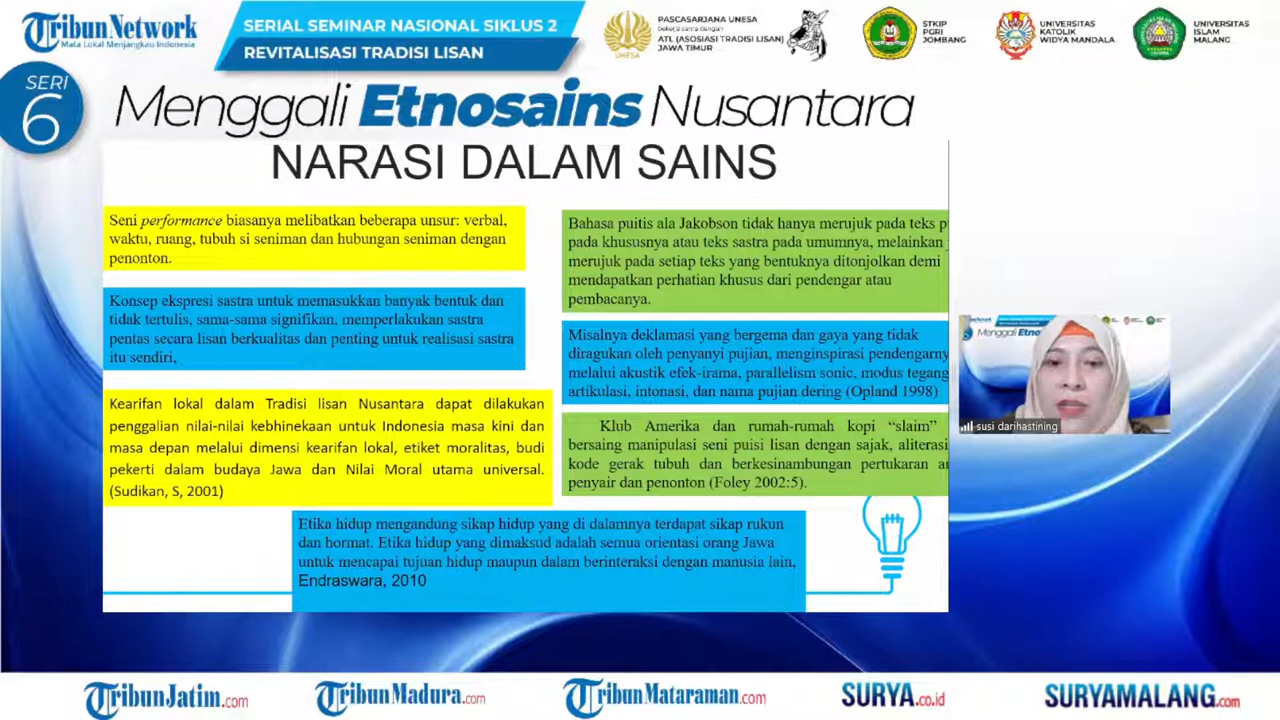 TribunNetwork
Mata Lokal Menjangkau Indonesia
SERIAL SEMINAR NASIONAL SIKLUS 2
REVITALISASI TRADISI LISAN
UNESA
PASCASARJANA UNESA
bekerja sama dengan
ATL (ASOSIASI TRADISI LISAN)
JAWA TIMUR
STKIP
PGRI
JOMBANG
UNIVERSITAS
KATOLIK
WIDYA MANDALA
UNIVERSITAS
ISLAM
MALANG
SERI
6
Menggali Etnosains Nusantara
NARASI DALAM SAINS
Seni performance biasanya melibatkan beberapa unsur: verbal,
waktu, ruang, tubuh si seniman dan hubungan seniman dengan
penonton.
Konsep ekspresi sastra untuk memasukkan banyak bentuk dan
tidak tertulis, sama-sama signifikan, memperlakukan sastra
pentas secara lisan berkualitas dan penting untuk realisasi sastra
itu sendiri,
Kearifan lokal dalam Tradisi lisan Nusantara dapat dilakukan
penggalian nilai-nilai kebhinekaan untuk Indonesia masa kini dan
masa depan melalui dimensi kearifan lokal, etiket moralitas, budi
pekerti dalam budaya Jawa dan Nilai Moral utama universal.
(Sudikan, S, 2001)
Bahasa puitis ala Jakobson tidak hanya merujuk pada teks p
pada khususnya atau teks sastra pada umumnya, melainkan
merujuk pada setiap teks yang bentuknya ditonjolkan demi
mendapatkan perhatian khusus dari pendengar atau
pembacanya.
Misalnya deklamasi yang bergema dan gaya yang tidak
diragukan oleh penyanyi pujian, menginspirasi pendengarny
melalui akustik efek-irama, parallelism sonic, modus tegang
artikulasi, intonasi, dan nama pujian dering (Opland 1998)
Klub Amerika dan rumah-rumah kopi “slaim”
bersaing manipulasi seni puisi lisan dengan sajak, aliterasi
kode gerak tubuh dan berkesinambungan pertukaran a
penyair dan penonton (Foley 2002:5).
Etika hidup mengandung sikap hidup yang di dalamnya terdapat sikap rukun
dan hormat. Etika hidup yang dimaksud adalah semua orientasi orang Jawa
untuk mencapai tujuan hidup maupun dalam berinteraksi dengan manusia lain,
Endraswara, 2010
susi darihastining
TribunJatim.com
TribunMadura.com
TribunMataraman.com
SURYA.co.id
SURYAMALANG.com